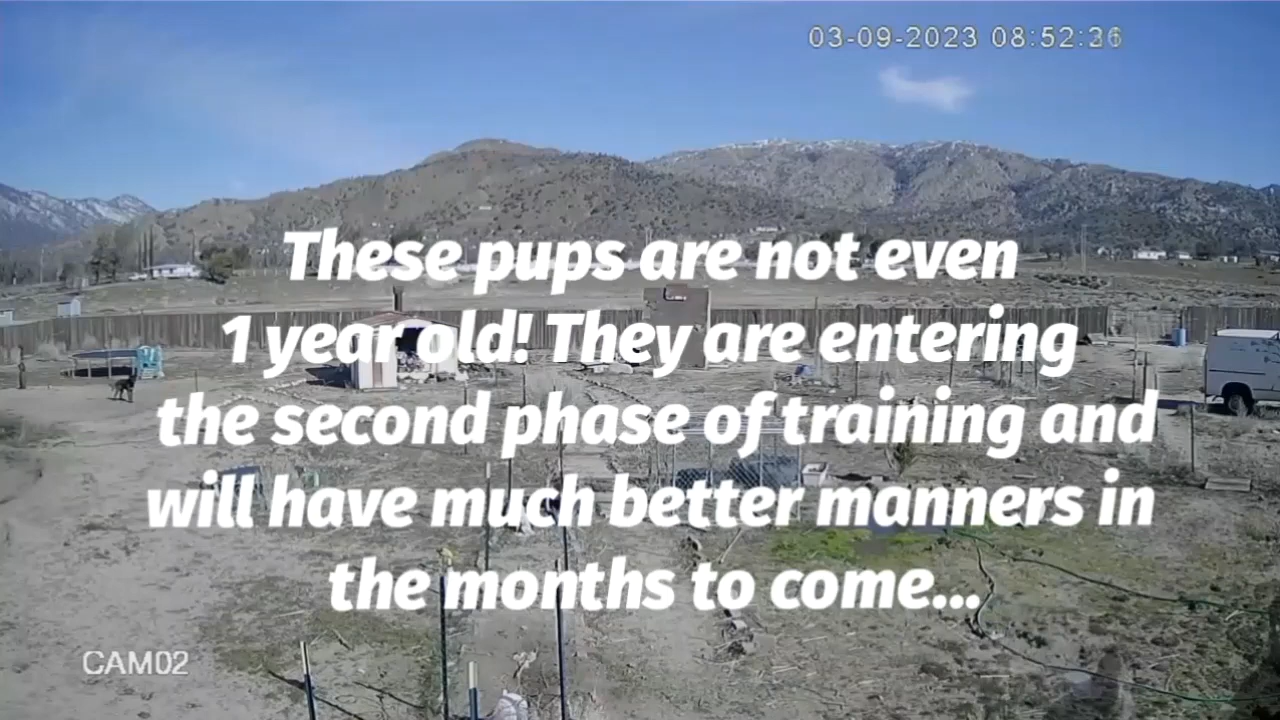 03-09-2023 08:52:36
These pups are not even
1 year old! They are entering
the second phase of training and
will have much better manners in
the months to come...
CAM02